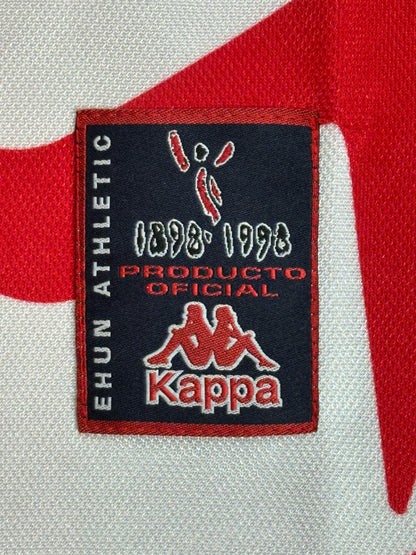 EHUN ATHLETIC
1898·1998
PRODUCTO
OFICIAL
Kappa